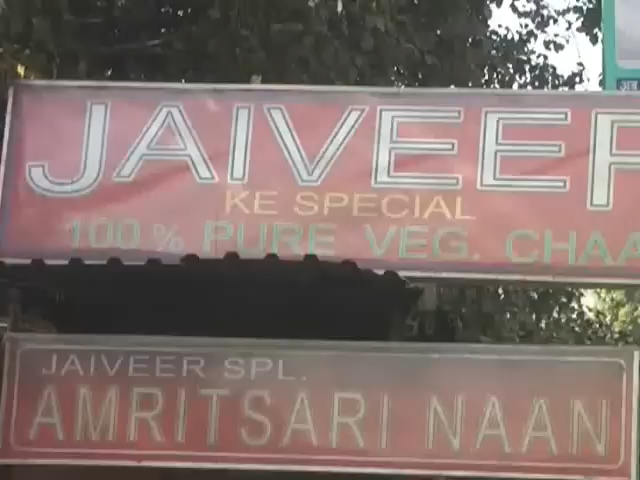 JAIVEER
KE SPECIAL
100% PURE VEG. CHAA
JAIVEER SPL.
AMRITSARI NAAN